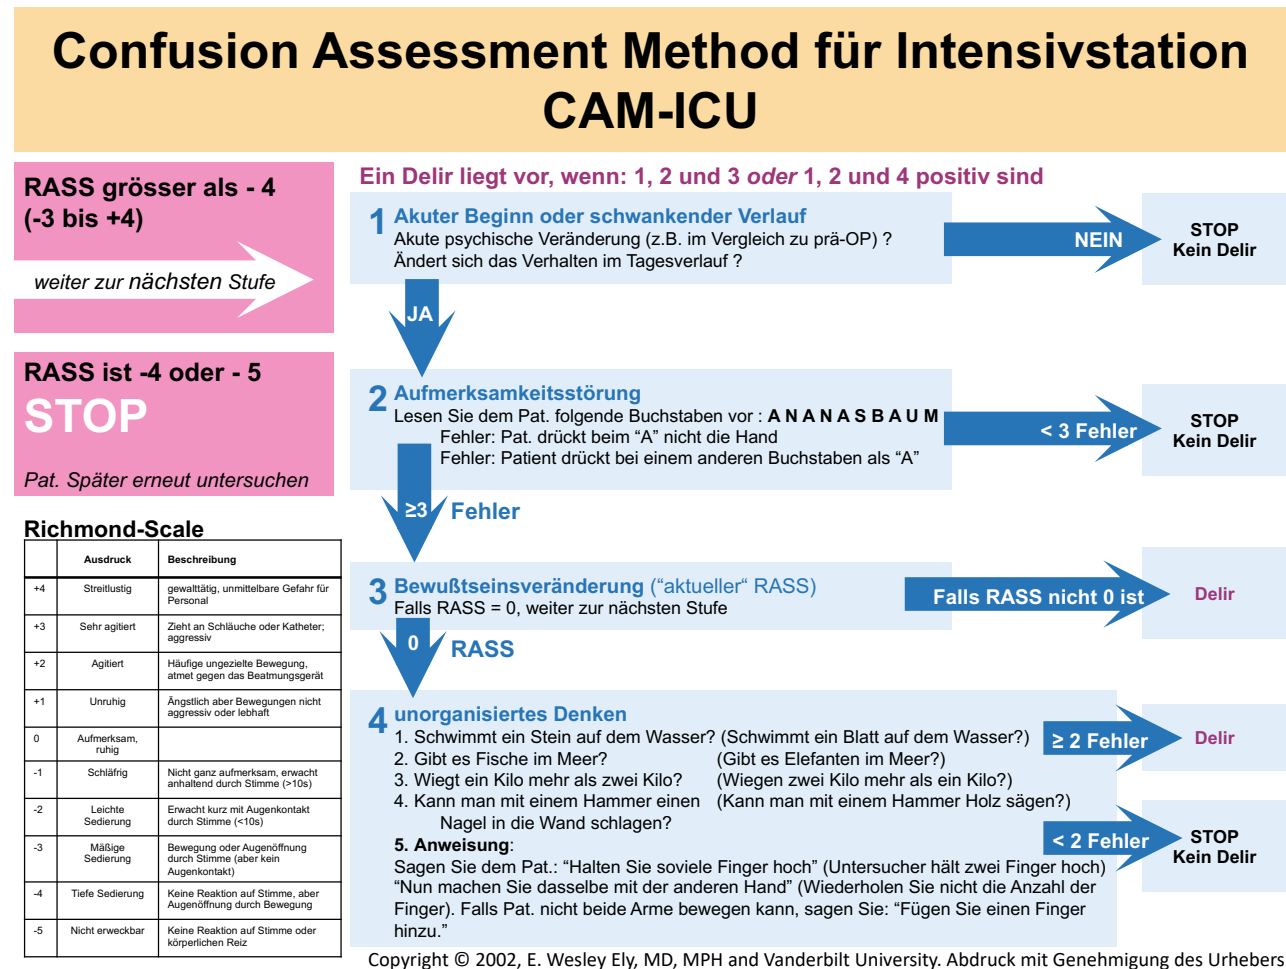 Confusion Assessment Method für Intensivstation
CAM-ICU
RASS grösser als - 4
(-3 bis +4)
weiter zur nächsten Stufe
RASS ist -4 oder - 5
STOP
Pat. Später erneut untersuchen
Richmond-Scale
Ausdruck Beschreibung
+4 Streitlustig gewalttätig, unmittelbare Gefahr für
Personal
+3 Sehr agitiert Zieht an Schläuche oder Katheter;
aggressiv
+2 Agitiert Häufige ungezielte Bewegung,
atmet gegen das Beatmungsgerät
+1 Unruhig Ängstlich aber Bewegungen nicht
aggressiv oder lebhaft
0 Aufmerksam,
ruhig
-1 Schläfrig Nicht ganz aufmerksam, erwacht
anhaltend durch Stimme (>10s)
-2 Leichte Erwacht kurz mit Augenkontakt
Sedierung durch Stimme (<10s)
-3 Mäßige Bewegung oder Augenöffnung
Sedierung durch Stimme (aber kein
Augenkontakt)
-4 Tiefe Sedierung Keine Reaktion auf Stimme, aber
Augenöffnung durch Bewegung
-5 Nicht erweckbar Keine Reaktion auf Stimme oder
körperlichen Reiz
Ein Delir liegt vor, wenn: 1, 2 und 3 oder 1, 2 und 4 positiv sind
1 Akuter Beginn oder schwankender Verlauf
Akute psychische Veränderung (z.B. im Vergleich zu prä-OP) ?
Ändert sich das Verhalten im Tagesverlauf ?
NEIN
STOP
Kein Delir
JA
2 Aufmerksamkeitsstörung
Lesen Sie dem Pat. folgende Buchstaben vor : A N A N A S B A U M
Fehler: Pat. drückt beim “A” nicht die Hand
Fehler: Patient drückt bei einem anderen Buchstaben als “A”
< 3 Fehler
STOP
Kein Delir
≥3 Fehler
3 Bewußtseinsveränderung (“aktueller“ RASS)
Falls RASS = 0, weiter zur nächsten Stufe
Falls RASS nicht 0 ist
Delir
0 RASS
4 unorganisiertes Denken
1. Schwimmt ein Stein auf dem Wasser? (Schwimmt ein Blatt auf dem Wasser?)
2. Gibt es Fische im Meer? (Gibt es Elefanten im Meer?)
3. Wiegt ein Kilo mehr als zwei Kilo? (Wiegen zwei Kilo mehr als ein Kilo?)
4. Kann man mit einem Hammer einen (Kann man mit einem Hammer Holz sägen?)
Nagel in die Wand schlagen?
5. Anweisung:
Sagen Sie dem Pat.: “Halten Sie soviele Finger hoch” (Untersucher hält zwei Finger hoch)
“Nun machen Sie dasselbe mit der anderen Hand” (Wiederholen Sie nicht die Anzahl der
Finger). Falls Pat. nicht beide Arme bewegen kann, sagen Sie: “Fügen Sie einen Finger
hinzu.”
≥ 2 Fehler
Delir
< 2 Fehler
STOP
Kein Delir
Copyright © 2002, E. Wesley Ely, MD, MPH and Vanderbilt University. Abdruck mit Genehmigung des Urhebers